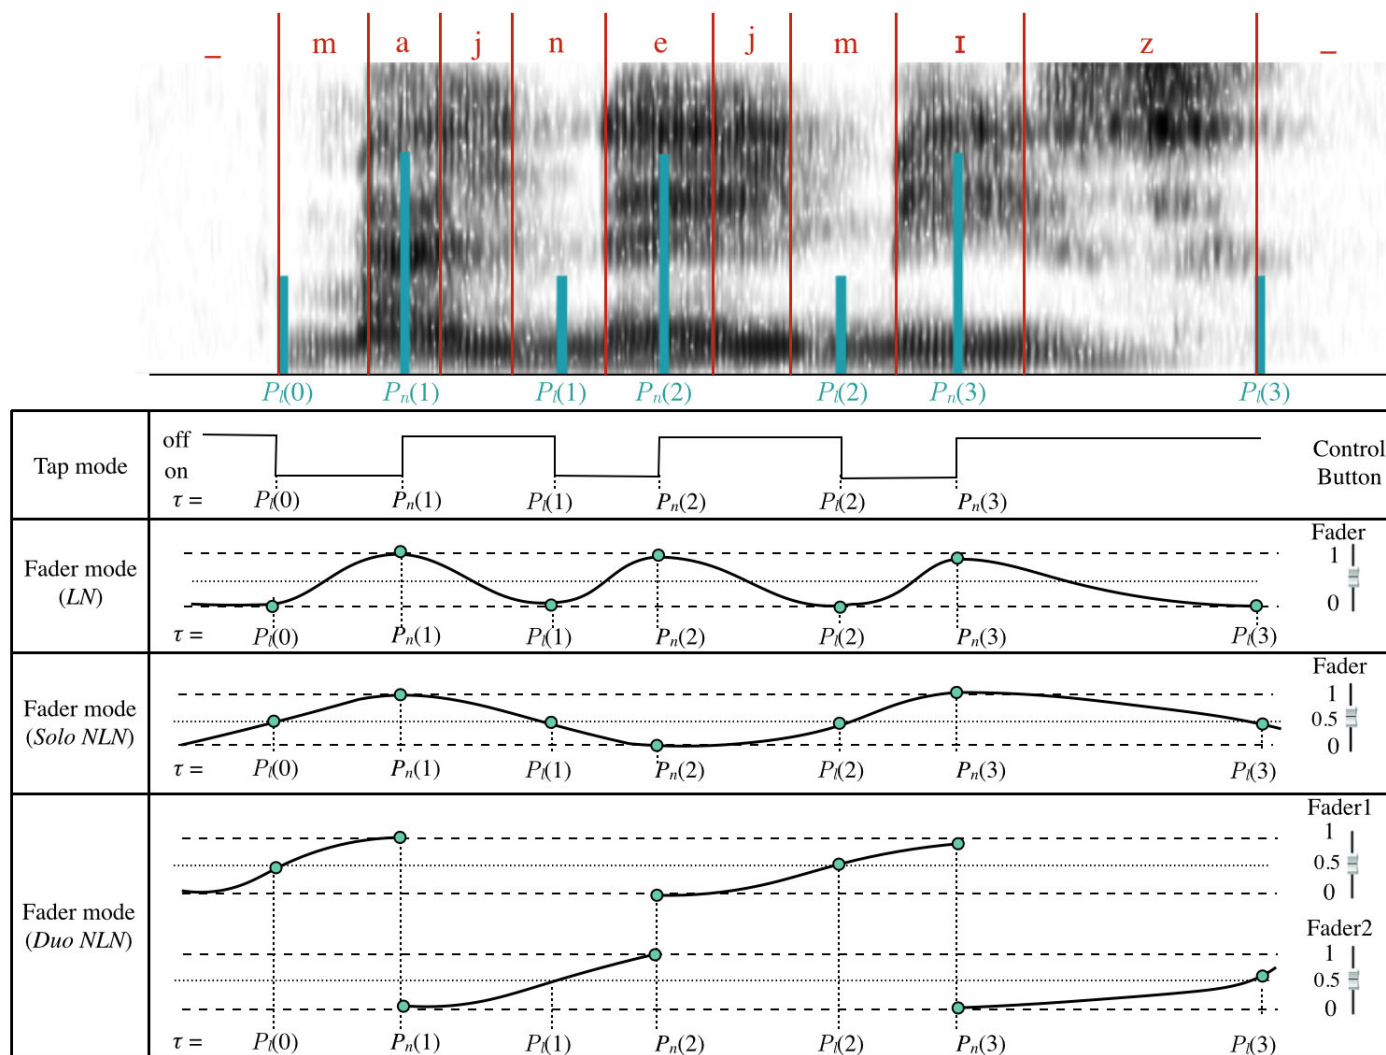 _ m a j n e j m ɪ z _
Pₗ(0) Pₙ(1) Pₗ(1) Pₙ(2) Pₗ(2) Pₙ(3) Pₗ(3)
Tap mode
off
on
τ = Pₗ(0) Pₙ(1) Pₗ(1) Pₙ(2) Pₗ(2) Pₙ(3)
Control
Button
Fader mode
(LN)
τ = Pₗ(0) Pₙ(1) Pₗ(1) Pₙ(2) Pₗ(2) Pₙ(3) Pₗ(3)
Fader
1
0
Fader mode
(Solo NLN)
τ = Pₗ(0) Pₙ(1) Pₗ(1) Pₙ(2) Pₗ(2) Pₙ(3) Pₗ(3)
Fader
1
0.5
0
Fader mode
(Duo NLN)
Fader1
1
0.5
0
Fader2
1
0.5
0
τ = Pₗ(0) Pₙ(1) Pₗ(1) Pₙ(2) Pₗ(2) Pₙ(3) Pₗ(3)